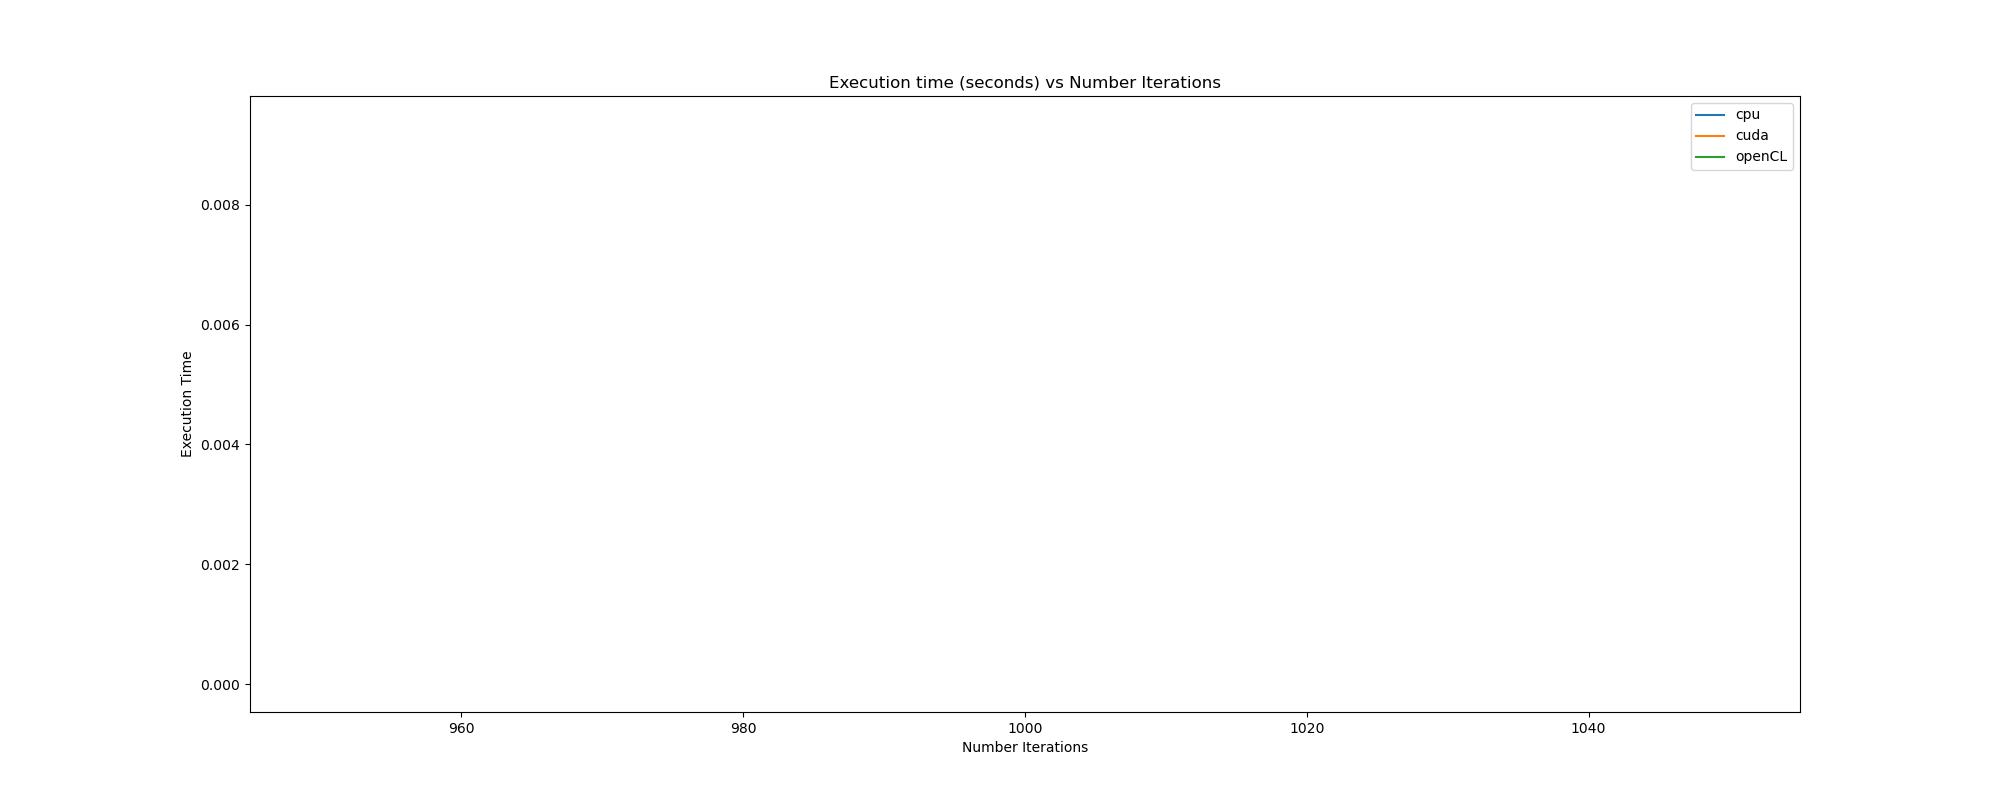 Execution time (seconds) vs Number Iterations
cpu
cuda
openCL
0.008
0.006
0.004
0.002
0.000
Execution Time
960
980
1000
1020
1040
Number Iterations